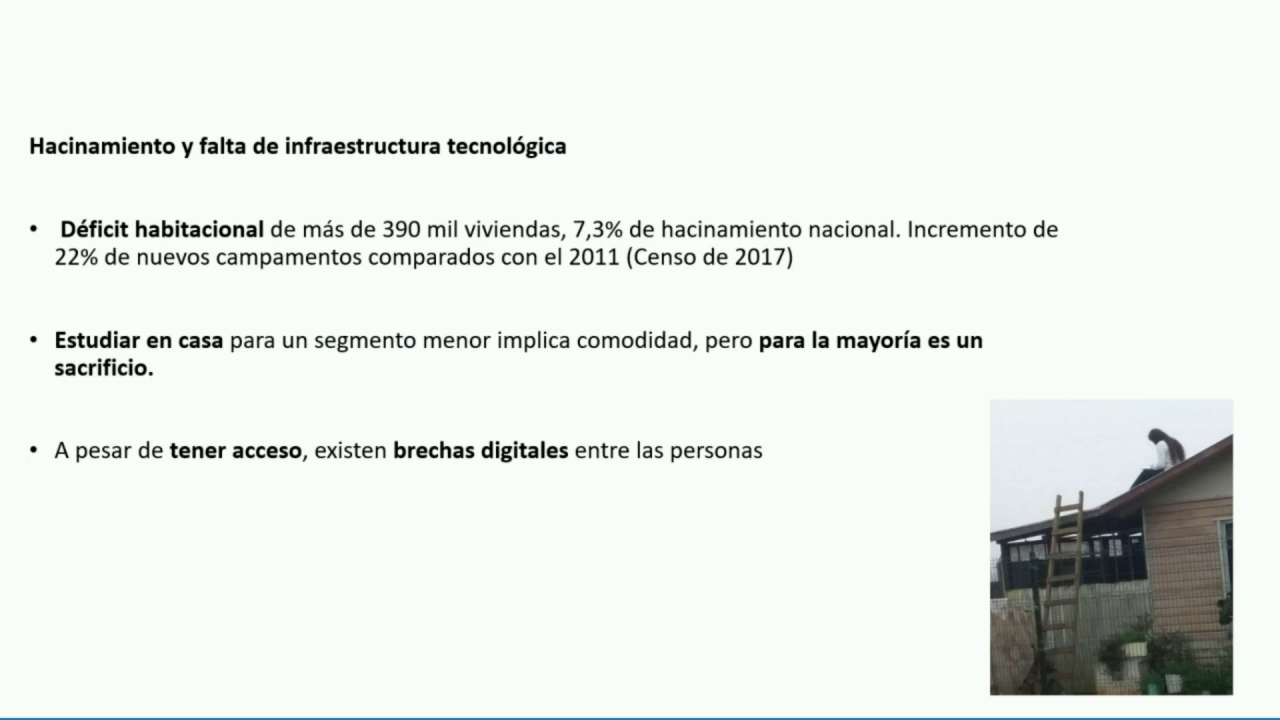 Hacinamiento y falta de infraestructura tecnológica
• Déficit habitacional de más de 390 mil viviendas, 7,3% de hacinamiento nacional. Incremento de
22% de nuevos campamentos comparados con el 2011 (Censo de 2017)
• Estudiar en casa para un segmento menor implica comodidad, pero para la mayoría es un
sacrificio.
• A pesar de tener acceso, existen brechas digitales entre las personas